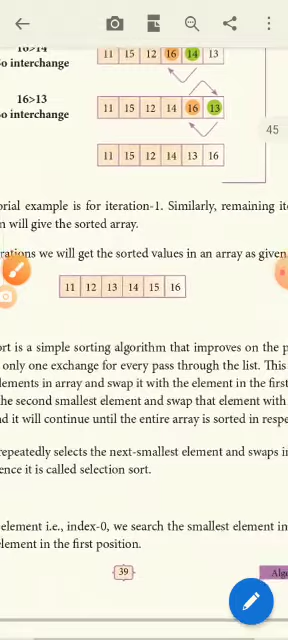 16>14
o interchange
11 15 12 16 14 13
16>13
o interchange
11 15 12 14 16 13
45
11 15 12 14 13 16
orial example is for iteration-1. Similarly, remaining ite
n will give the sorted array.
rations we will get the sorted values in an array as given
11 12 13 14 15 16
ort is a simple sorting algorithm that improves on the p
only one exchange for every pass through the list. This
lements in array and swap it with the element in the first
the second smallest element and swap that element with
nd it will continue until the entire array is sorted in respe
repeatedly selects the next-smallest element and swaps in
ence it is called selection sort.
element i.e., index-0, we search the smallest element in
element in the first position.
39
Algo